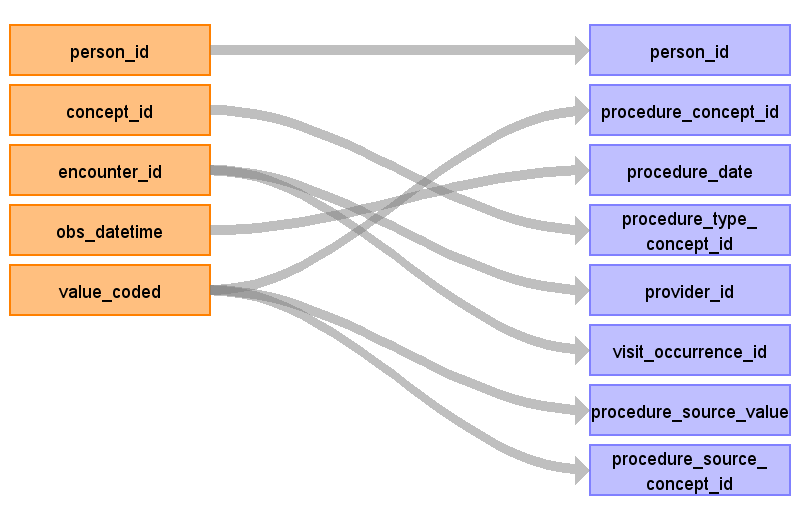 person_id
person_id
concept_id
procedure_concept_id
encounter_id
procedure_date
obs_datetime
procedure_type_
concept_id
value_coded
provider_id
visit_occurrence_id
procedure_source_value
procedure_source_
concept_id